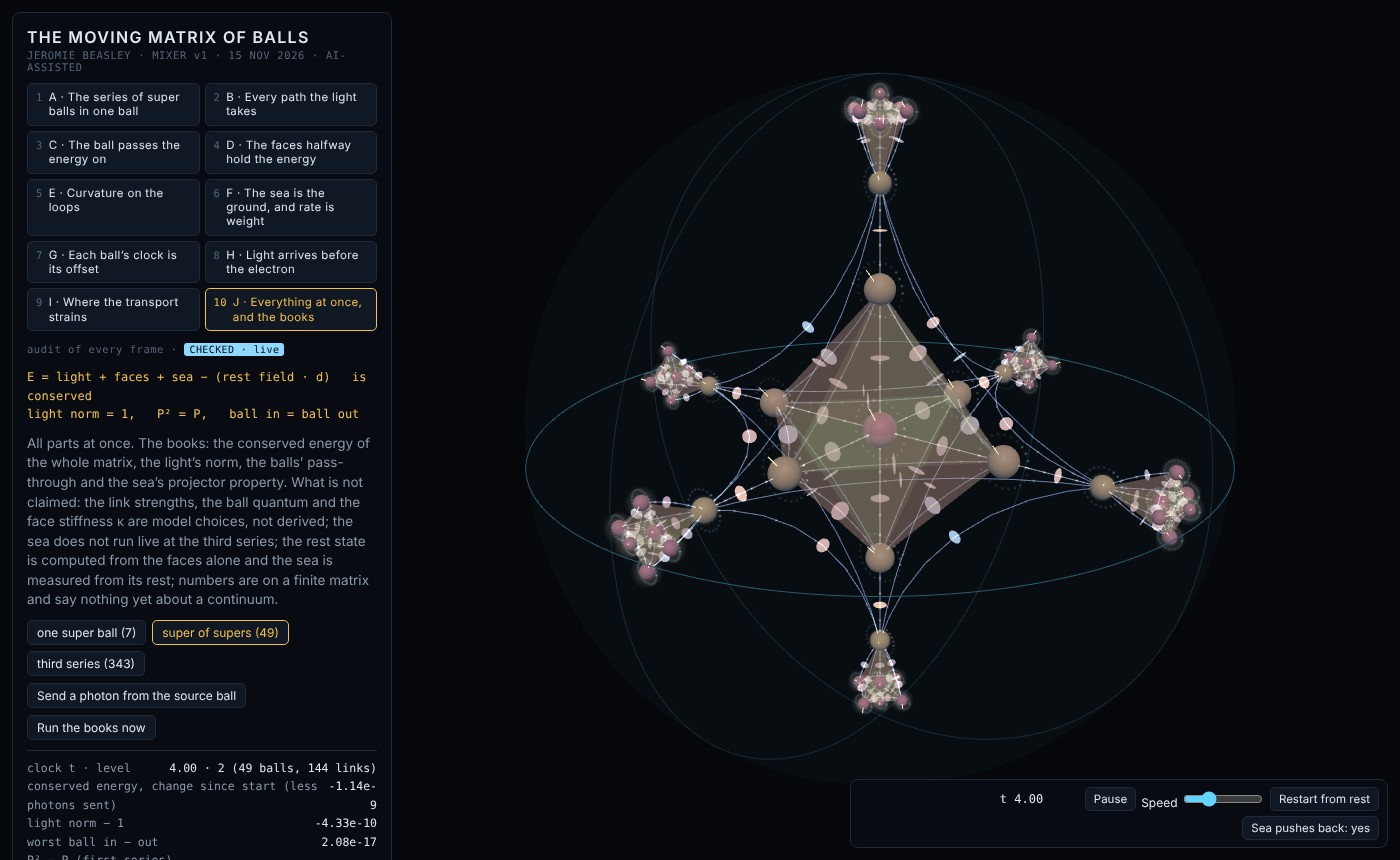 THE MOVING MATRIX OF BALLS
JEROMIE BEASLEY · MIXER v1 · 15 NOV 2026 · AI-
ASSISTED
1 A · The series of super
balls in one ball
2 B · Every path the light
takes
3 C · The ball passes the
energy on
4 D · The faces halfway
hold the energy
5 E · Curvature on the
loops
6 F · The sea is the
ground, and rate is
weight
7 G · Each ball’s clock is
its offset
8 H · Light arrives before
the electron
9 I · Where the transport
strains
10 J · Everything at once,
and the books
audit of every frame · CHECKED · live
E = light + faces + sea − (rest field · d) is
conserved
light norm = 1, P² = P, ball in = ball out
All parts at once. The books: the conserved energy of
the whole matrix, the light’s norm, the balls’ pass-
through and the sea’s projector property. What is not
claimed: the link strengths, the ball quantum and the
face stiffness κ are model choices, not derived; the
sea does not run live at the third series; the rest state
is computed from the faces alone and the sea is
measured from its rest; numbers are on a finite matrix
and say nothing yet about a continuum.
one super ball (7) super of supers (49)
third series (343)
Send a photon from the source ball
Run the books now
clock t · level 4.00 · 2 (49 balls, 144 links)
conserved energy, change since start (less -1.14e-
photons sent) 9
light norm − 1 -4.33e-10
worst ball in − out 2.08e-17
P² − P (first series)
t 4.00 Pause Speed Restart from rest
Sea pushes back: yes